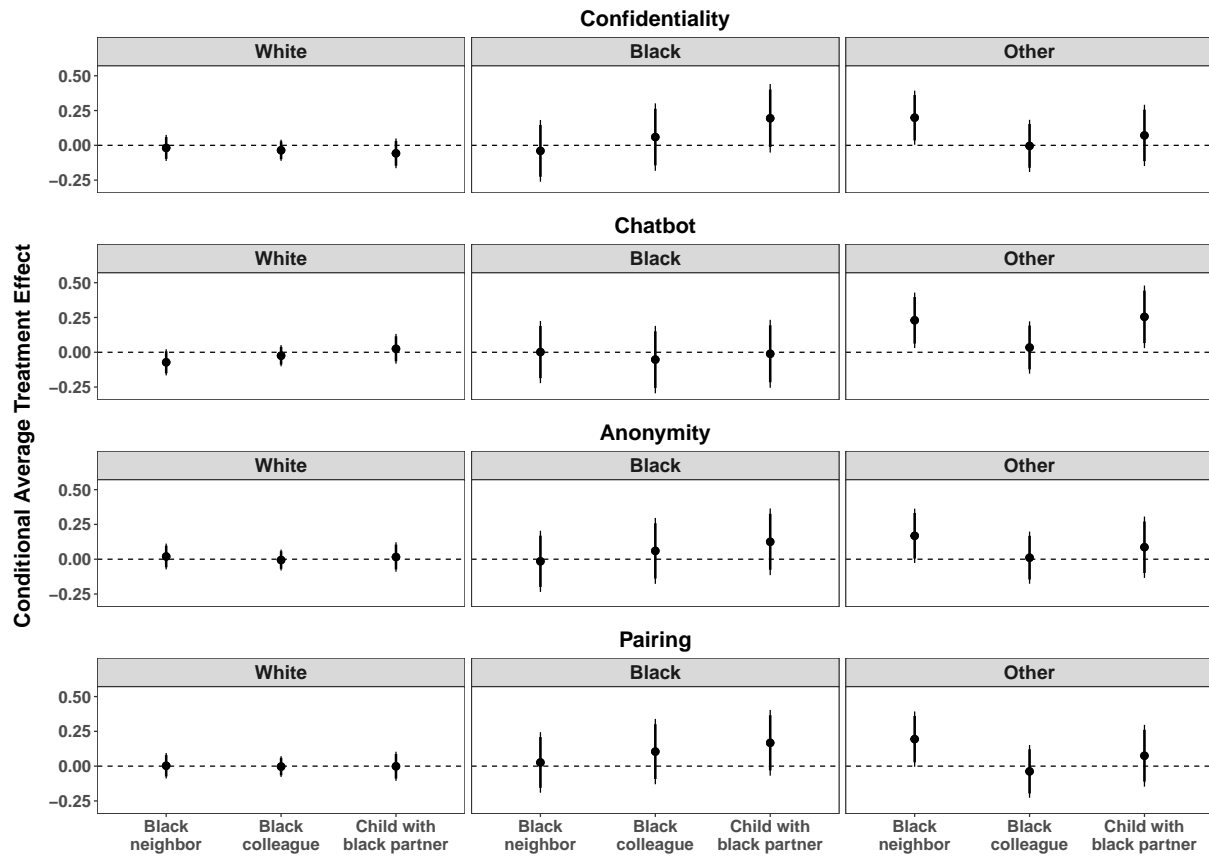 Confidentiality
White Black Other
0.50
0.25
0.00
−0.25
Chatbot
White Black Other
0.50
0.25
0.00
−0.25
Anonymity
White Black Other
0.50
0.25
0.00
−0.25
Pairing
White Black Other
0.50
0.25
0.00
−0.25
Black Black Child with Black Black Child with Black Black Child with
neighbor colleague black partner neighbor colleague black partner neighbor colleague black partner
Conditional Average Treatment Effect